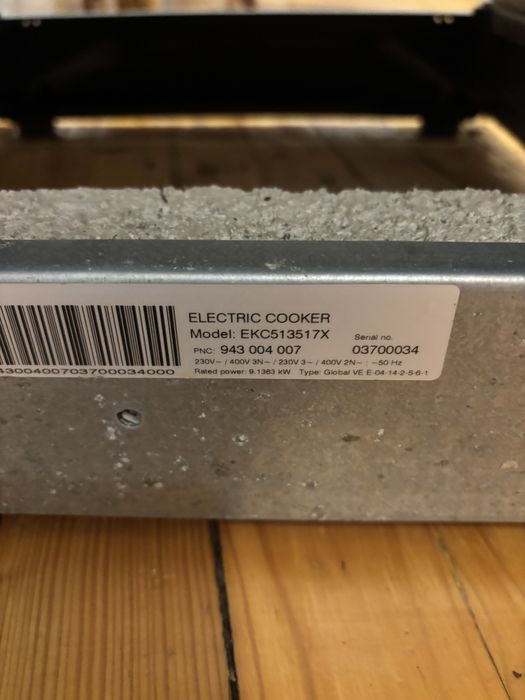 ELECTRIC COOKER
Model: EKC513517X
Serial no.
PNC: 943 004 007
03700034
230V~ / 400V 3N~ / 230V 3~ / 400V 2N~ : ~50 Hz
Rated power: 9.1363 kW Type: Global VE E-04-14-2-5-6-1
4300400703700034000